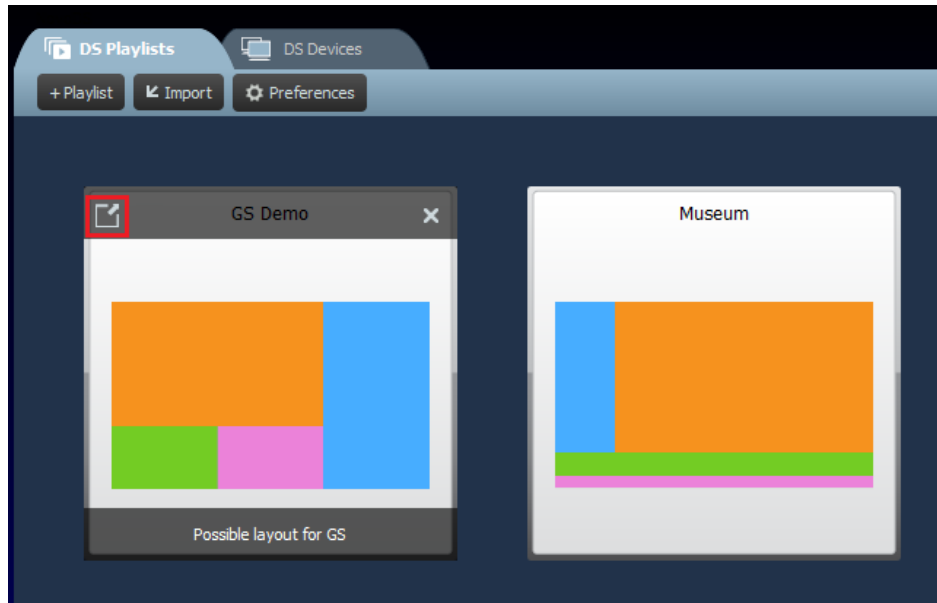 DS Playlists DS Devices
+ Playlist Import Preferences
GS Demo Museum
Possible layout for GS